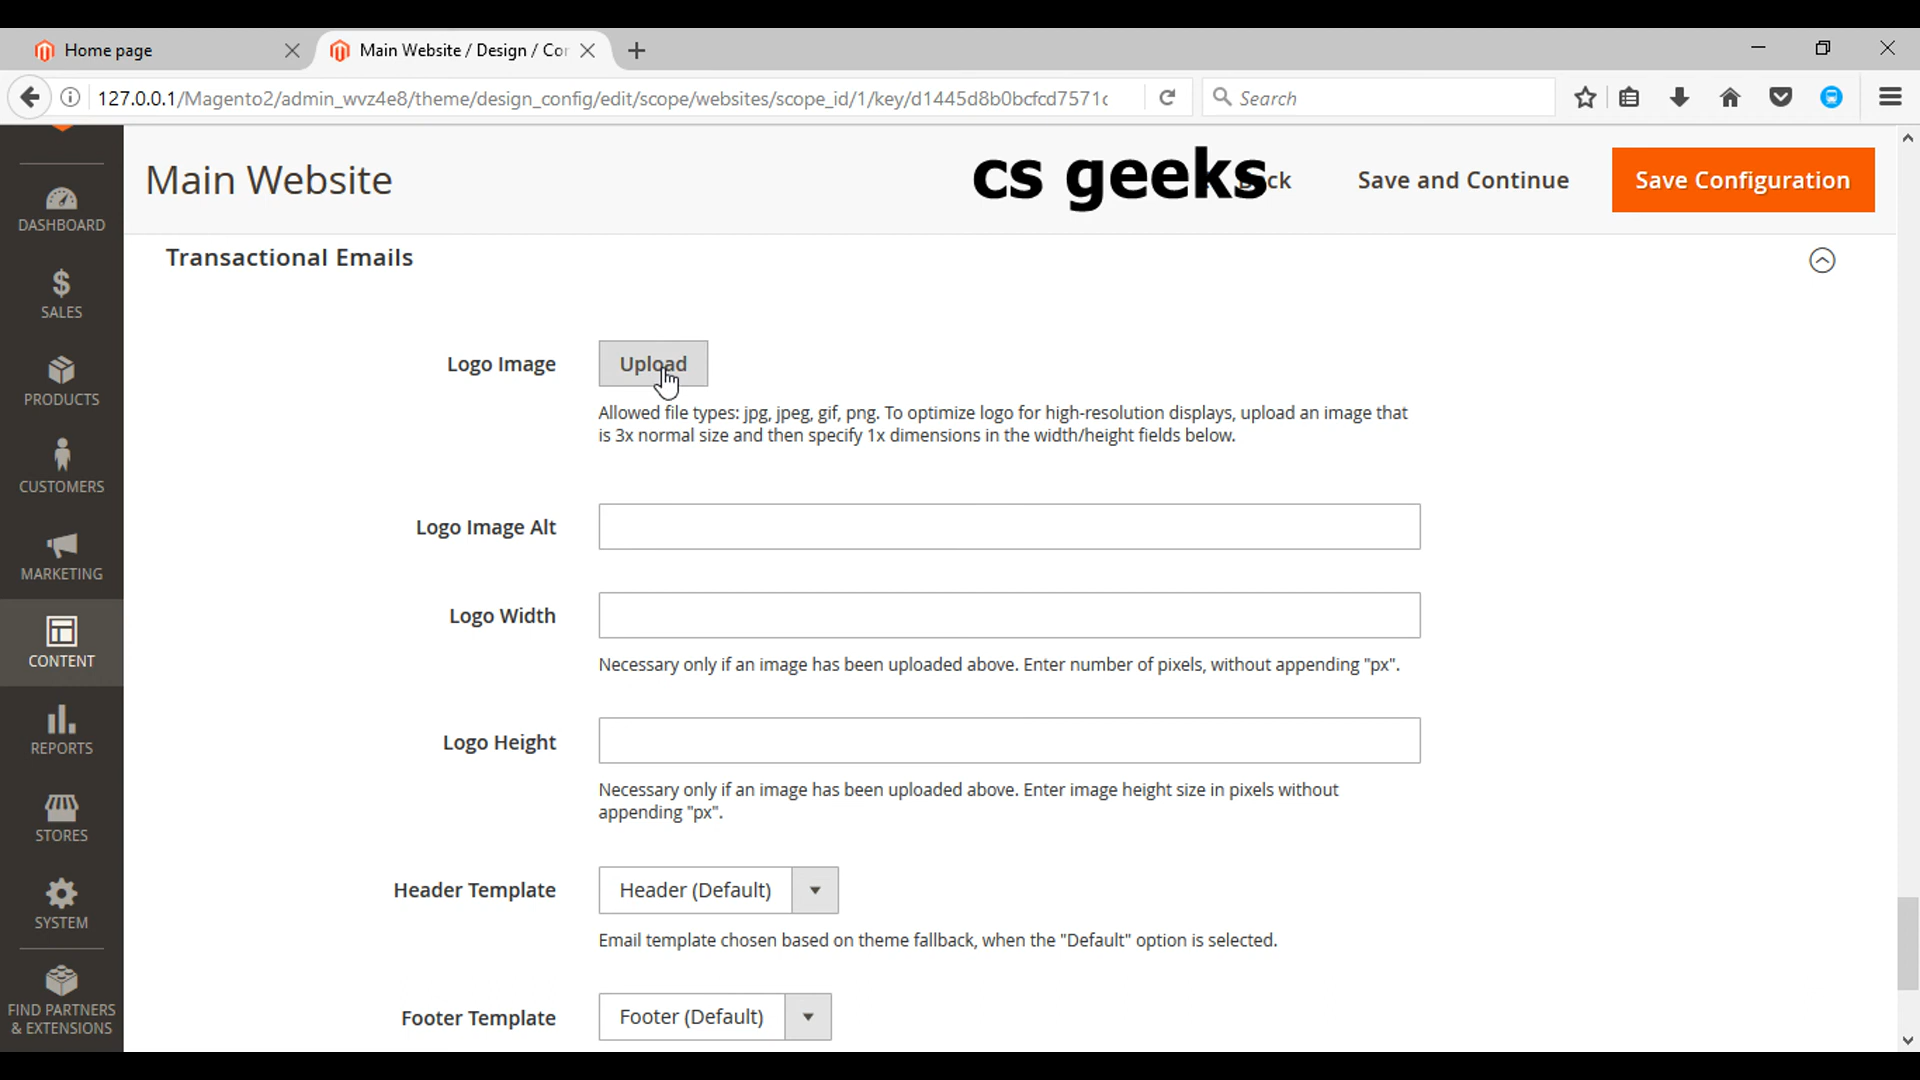 Home page
Main Website / Design / Cor
127.0.0.1/Magento2/admin_wvz4e8/theme/design_config/edit/scope/websites/scope_id/1/key/d1445d8b0bcfcd7571c
Search
Main Website
cs geeks
ck
Save and Continue
Save Configuration
DASHBOARD
SALES
PRODUCTS
CUSTOMERS
MARKETING
CONTENT
REPORTS
STORES
SYSTEM
FIND PARTNERS
& EXTENSIONS
Transactional Emails
Logo Image
Upload
Allowed file types: jpg, jpeg, gif, png. To optimize logo for high-resolution displays, upload an image that
is 3x normal size and then specify 1x dimensions in the width/height fields below.
Logo Image Alt
Logo Width
Necessary only if an image has been uploaded above. Enter number of pixels, without appending "px".
Logo Height
Necessary only if an image has been uploaded above. Enter image height size in pixels without
appending "px".
Header Template
Header (Default)
Email template chosen based on theme fallback, when the "Default" option is selected.
Footer Template
Footer (Default)